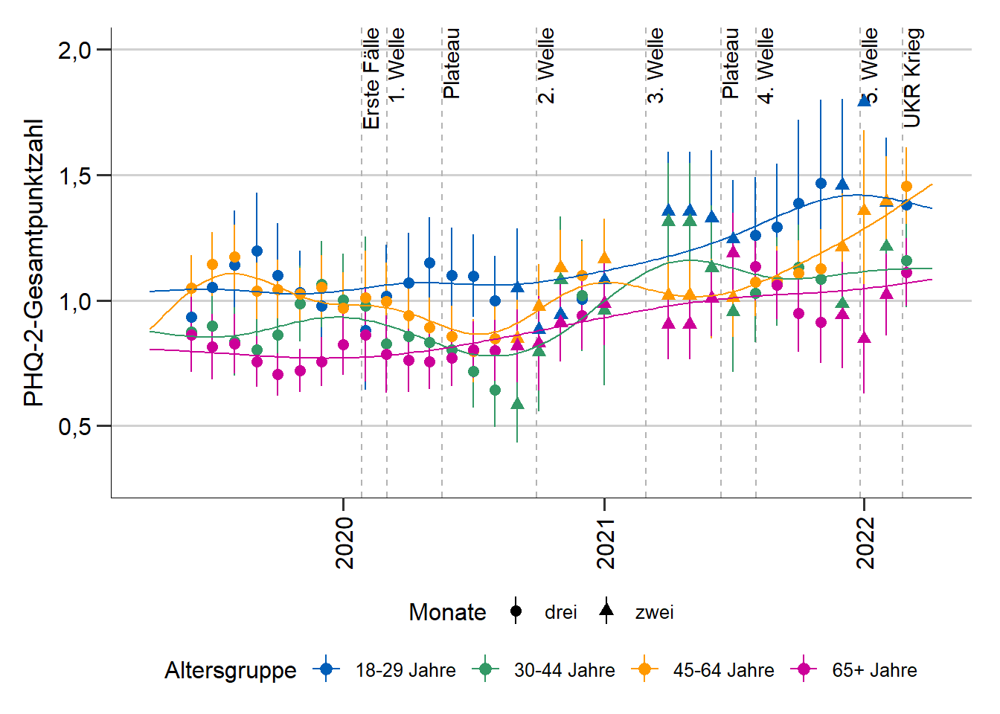 Erste Fälle
1. Welle
Plateau
2. Welle
3. Welle
Plateau
4. Welle
5. Welle
UKR Krieg
PHQ-2-Gesamtpunktzahl
2,0
1,5
1,0
0,5
2020
2021
2022
Monate drei zwei
Altersgruppe 18-29 Jahre 30-44 Jahre 45-64 Jahre 65+ Jahre